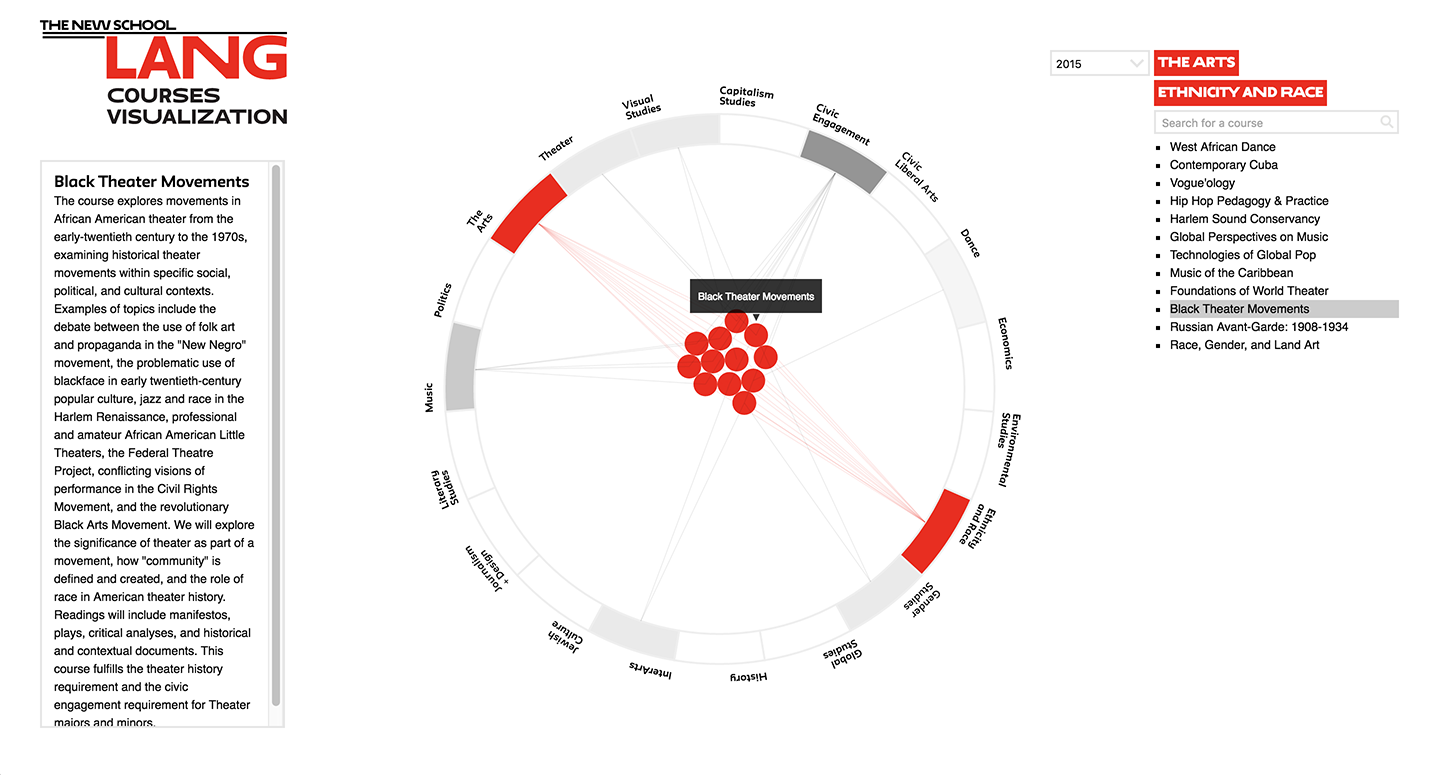 THE NEW SCHOOL
LANG
COURSES
VISUALIZATION
Black Theater Movements
The course explores movements in
African American theater from the
early-twentieth century to the 1970s,
examining historical theater
movements within specific social,
political, and cultural contexts.
Examples of topics include the
debate between the use of folk art
and propaganda in the "New Negro"
movement, the problematic use of
blackface in early twentieth-century
popular culture, jazz and race in the
Harlem Renaissance, professional
and amateur African American Little
Theaters, the Federal Theatre
Project, conflicting visions of
performance in the Civil Rights
Movement, and the revolutionary
Black Arts Movement. We will explore
the significance of theater as part of a
movement, how "community" is
defined and created, and the role of
race in American theater history.
Readings will include manifestos,
plays, critical analyses, and historical
and contextual documents. This
course fulfills the theater history
requirement and the civic
engagement requirement for Theater
majors and minors.
Capitalism
Studies
Civic
Engagement
Civic
Liberal Arts
Dance
Economics
Environmental
Studies
Ethnicity
and Race
Gender
Studies
Global
Studies
History
InterArts
Jewish
Culture
Journalism
+ Design
Literary
Studies
Music
Politics
The
Arts
Theater
Visual
Studies
Black Theater Movements
2015
THE ARTS
ETHNICITY AND RACE
Search for a course
West African Dance
Contemporary Cuba
Vogue'ology
Hip Hop Pedagogy & Practice
Harlem Sound Conservancy
Global Perspectives on Music
Technologies of Global Pop
Music of the Caribbean
Foundations of World Theater
Black Theater Movements
Russian Avant-Garde: 1908-1934
Race, Gender, and Land Art